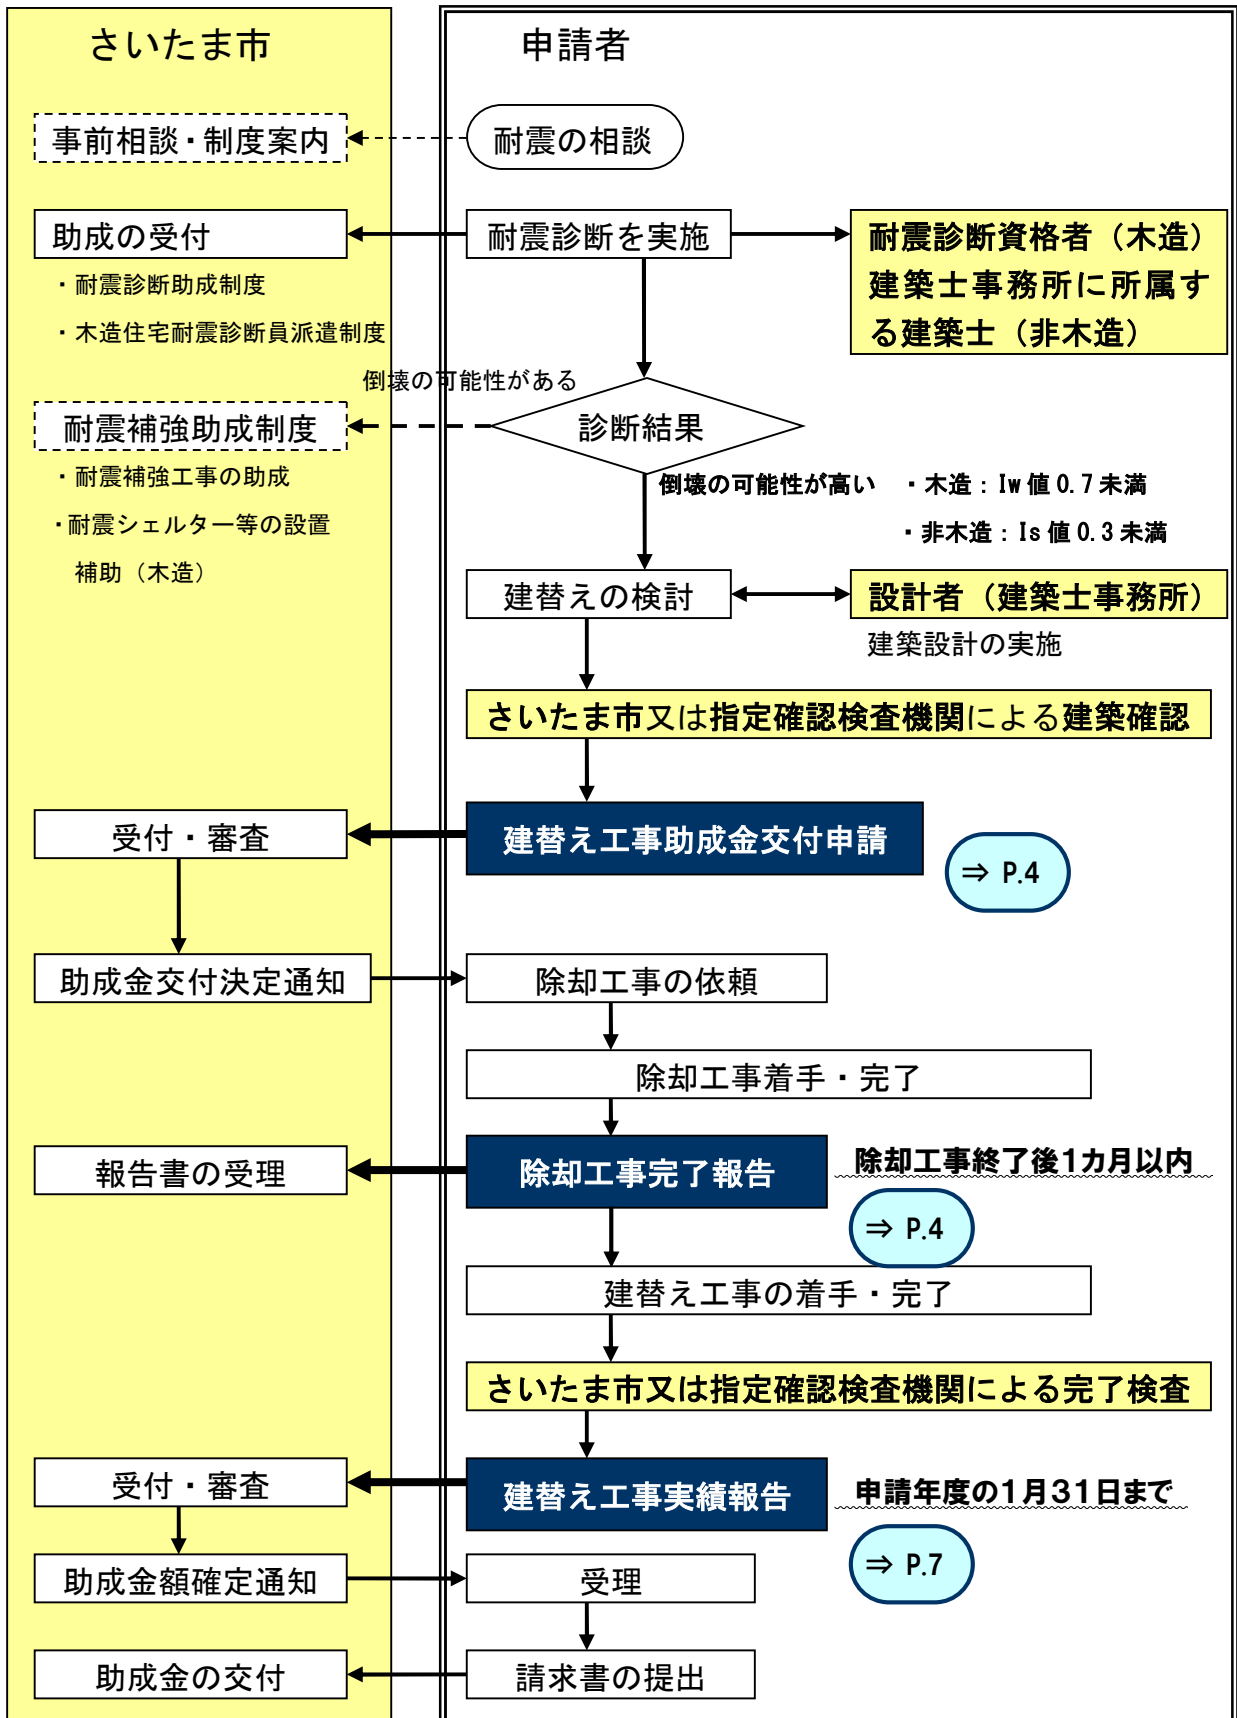 さいたま市
申請者
事前相談・制度案内
耐震の相談
助成の受付
耐震診断を実施
耐震診断資格者（木造）
建築士事務所に所属す
る建築士（非木造）
・耐震診断助成制度
・木造住宅耐震診断員派遣制度
倒壊の可能性がある
耐震補強助成制度
診断結果
・耐震補強工事の助成
・耐震シェルター等の設置
補助（木造）
倒壊の可能性が高い
・木造：Iw値0.7未満
・非木造：Is値0.3未満
建替えの検討
設計者（建築士事務所）
建築設計の実施
さいたま市又は指定確認検査機関による建築確認
受付・審査
建替え工事助成金交付申請
⇒ P.4
助成金交付決定通知
除却工事の依頼
除却工事着手・完了
報告書の受理
除却工事完了報告
除却工事終了後1カ月以内
⇒ P.4
建替え工事の着手・完了
さいたま市又は指定確認検査機関による完了検査
受付・審査
建替え工事実績報告
申請年度の1月31日まで
⇒ P.7
助成金額確定通知
受理
助成金の交付
請求書の提出